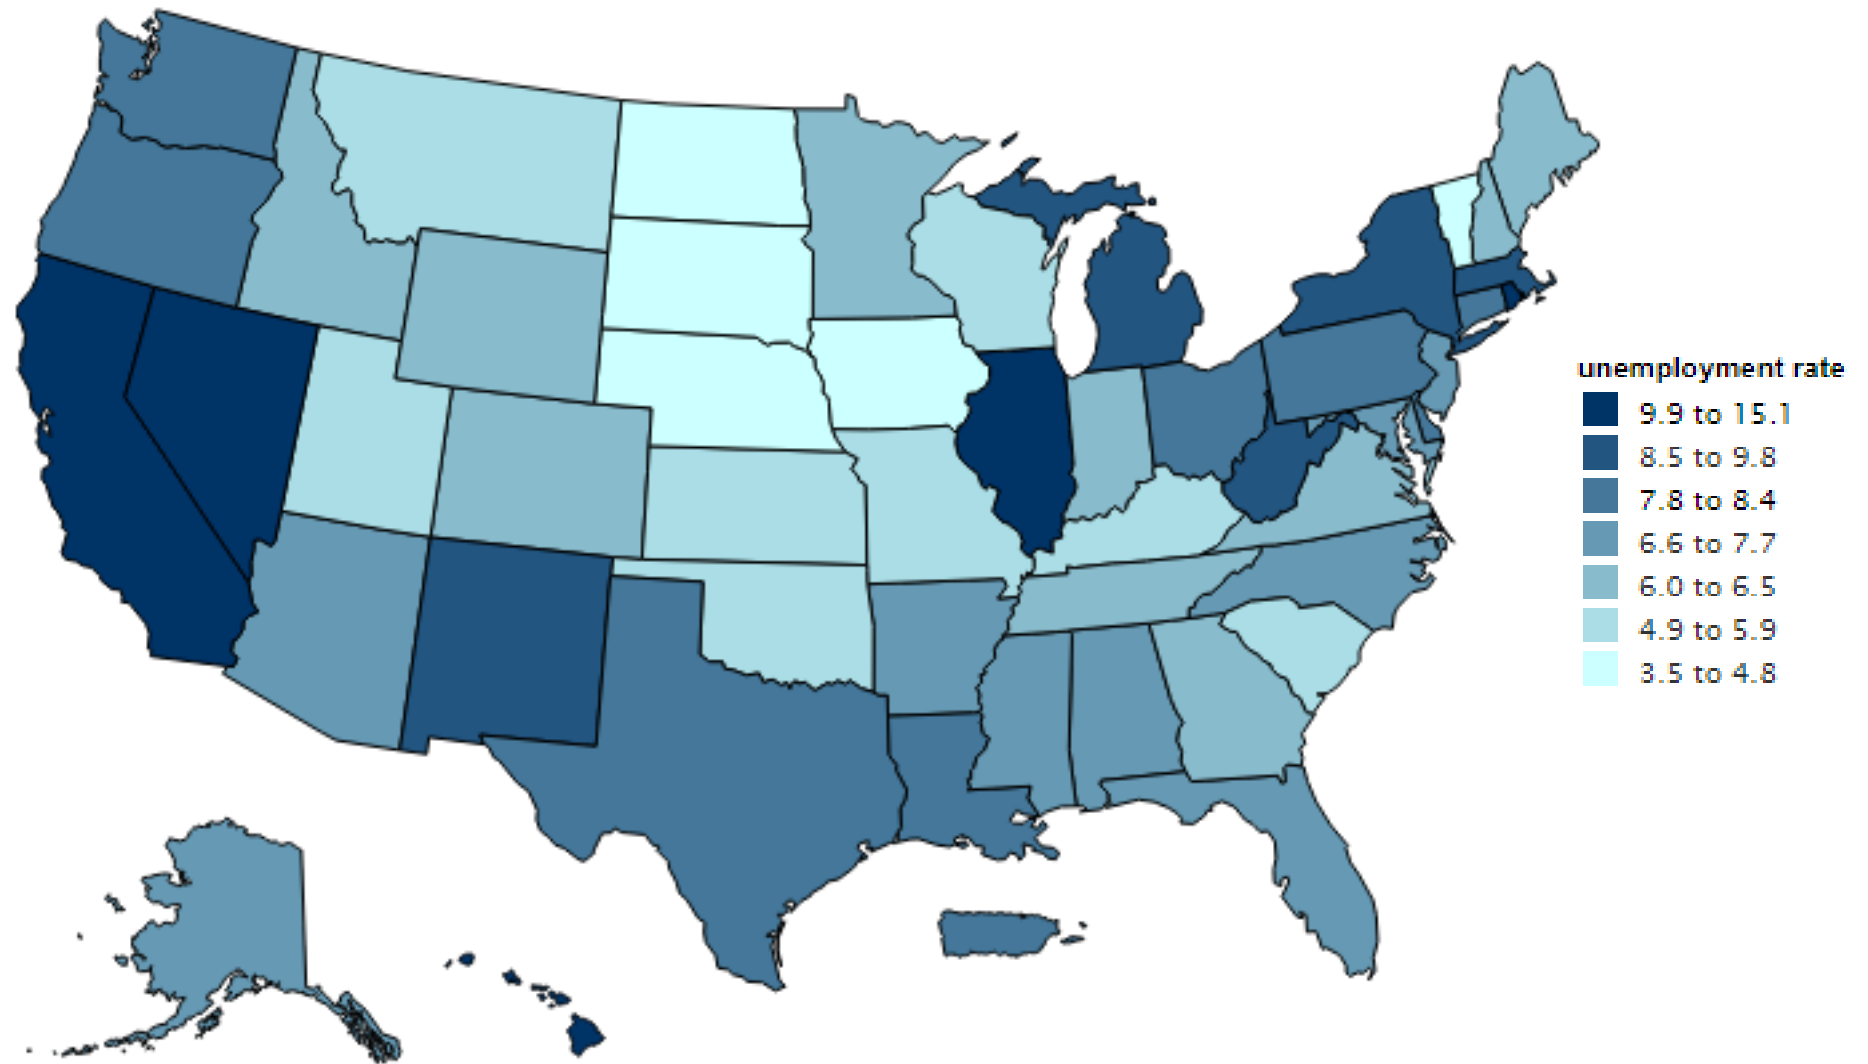 unemployment rate
9.9 to 15.1
8.5 to 9.8
7.8 to 8.4
6.6 to 7.7
6.0 to 6.5
4.9 to 5.9
3.5 to 4.8